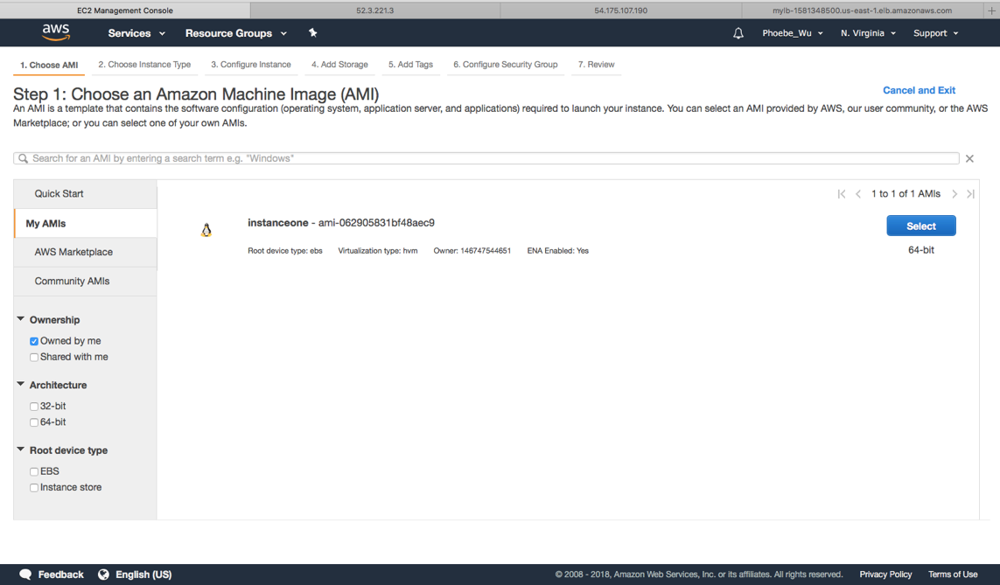 EC2 Management Console 52.3.221.3 54.175.107.190 mylb-1581348500.us-east-1.elb.amazonaws.com +
aws Services Resource Groups Phoebe_Wu N. Virginia Support
1. Choose AMI 2. Choose Instance Type 3. Configure Instance 4. Add Storage 5. Add Tags 6. Configure Security Group 7. Review
Step 1: Choose an Amazon Machine Image (AMI) Cancel and Exit
An AMI is a template that contains the software configuration (operating system, application server, and applications) required to launch your instance. You can select an AMI provided by AWS, our user community, or the AWS
Marketplace; or you can select one of your own AMIs.
Search for an AMI by entering a search term e.g. "Windows"
Quick Start
1 to 1 of 1 AMIs
My AMIs
instanceone - ami-062905831bf48aec9
Select
Root device type: ebs Virtualization type: hvm Owner: 146747544651 ENA Enabled: Yes
64-bit
AWS Marketplace
Community AMIs
Ownership
Owned by me
Shared with me
Architecture
32-bit
64-bit
Root device type
EBS
Instance store
Feedback English (US) © 2008 - 2018, Amazon Web Services, Inc. or its affiliates. All rights reserved. Privacy Policy Terms of Use